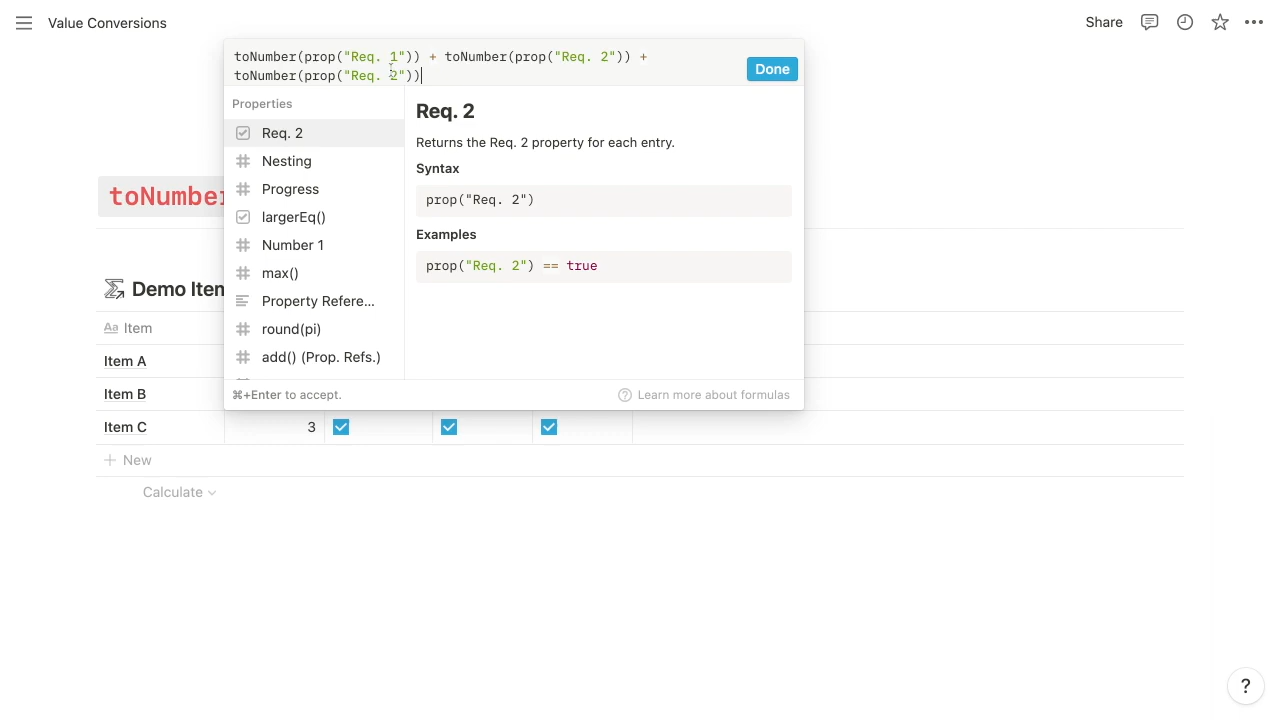 Value Conversions
Share
toNumber(prop("Req. 1")) + toNumber(prop("Req. 2")) +
toNumber(prop("Req. 2"))
Done
Properties
Req. 2
Nesting
Progress
largerEq()
Number 1
max()
Property Refere...
round(pi)
add() (Prop. Refs.)
Req. 2
Returns the Req. 2 property for each entry.
Syntax
prop("Req. 2")
Examples
prop("Req. 2") == true
⌘+Enter to accept.
? Learn more about formulas
toNumber
Demo Iten
Aa Item
Item A
Item B
Item C 3
+ New
Calculate
?